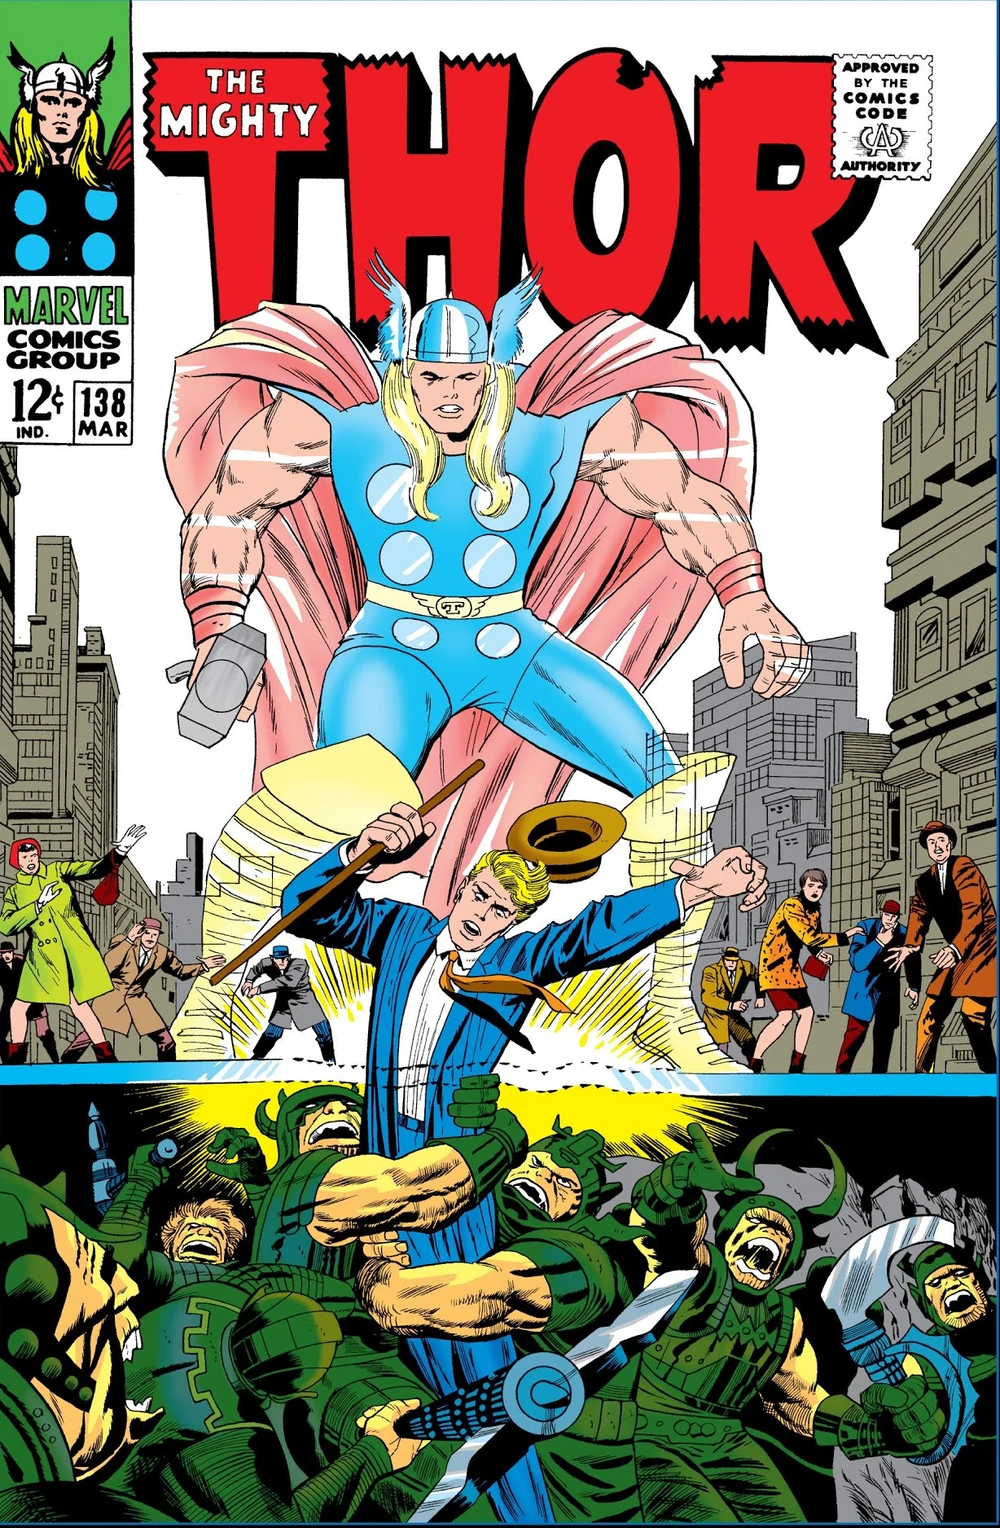 THE
MIGHTY
THOR
APPROVED
BY THE
COMICS
CODE
CA
AUTHORITY
MARVEL
COMICS
GROUP
12¢
IND.
138
MAR
T